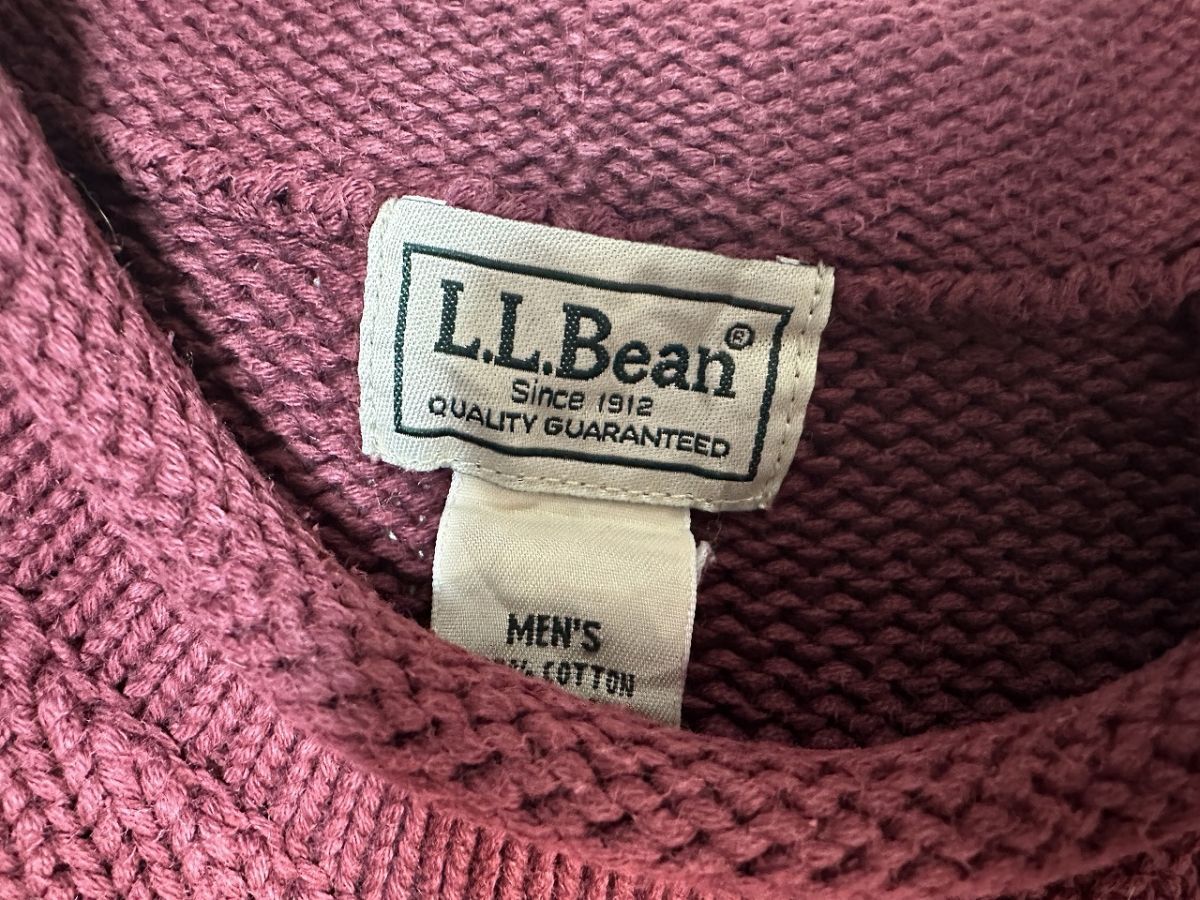 L.L.Bean®
Since 1912
QUALITY GUARANTEED
MEN'S
% COTTON